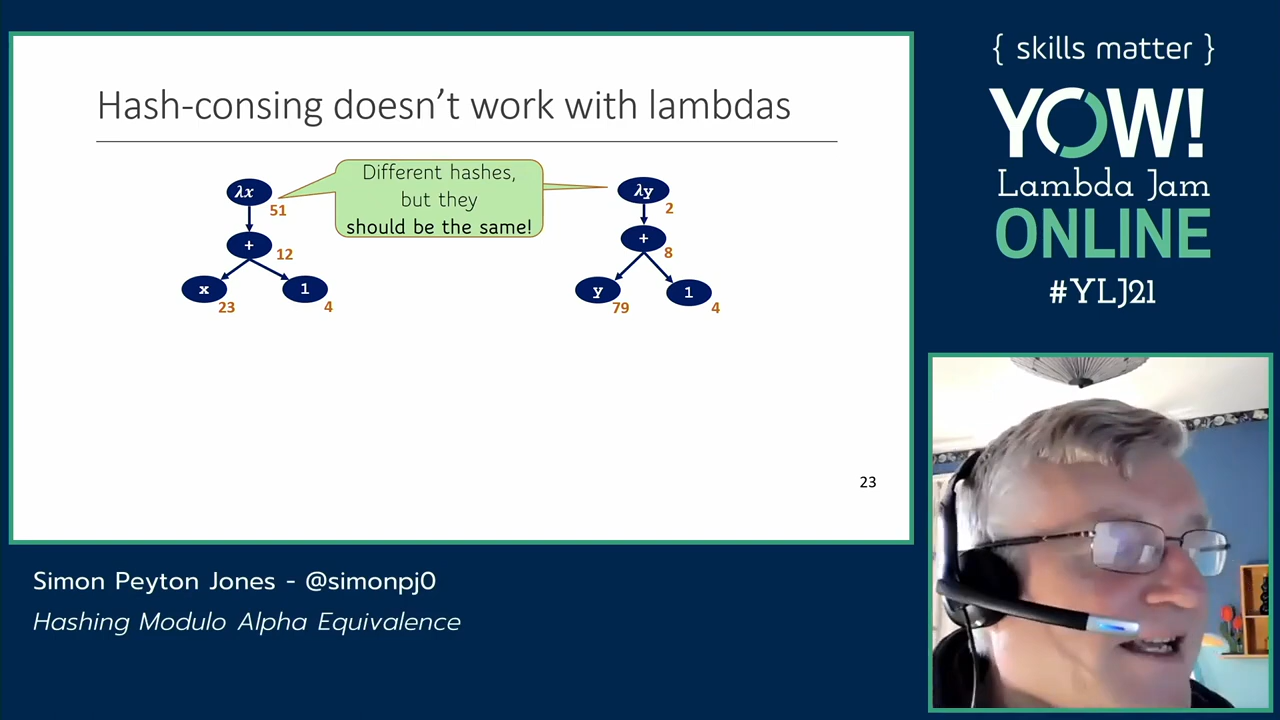 Hash-consing doesn't work with lambdas
λx
51
Different hashes,
but they
should be the same!
λy
2
+
12
+
8
x
23
1
4
y
79
1
4
23
{ skills matter }
YOW!
Lambda Jam
ONLINE
#YLJ21
Simon Peyton Jones - @simonpj0
Hashing Modulo Alpha Equivalence